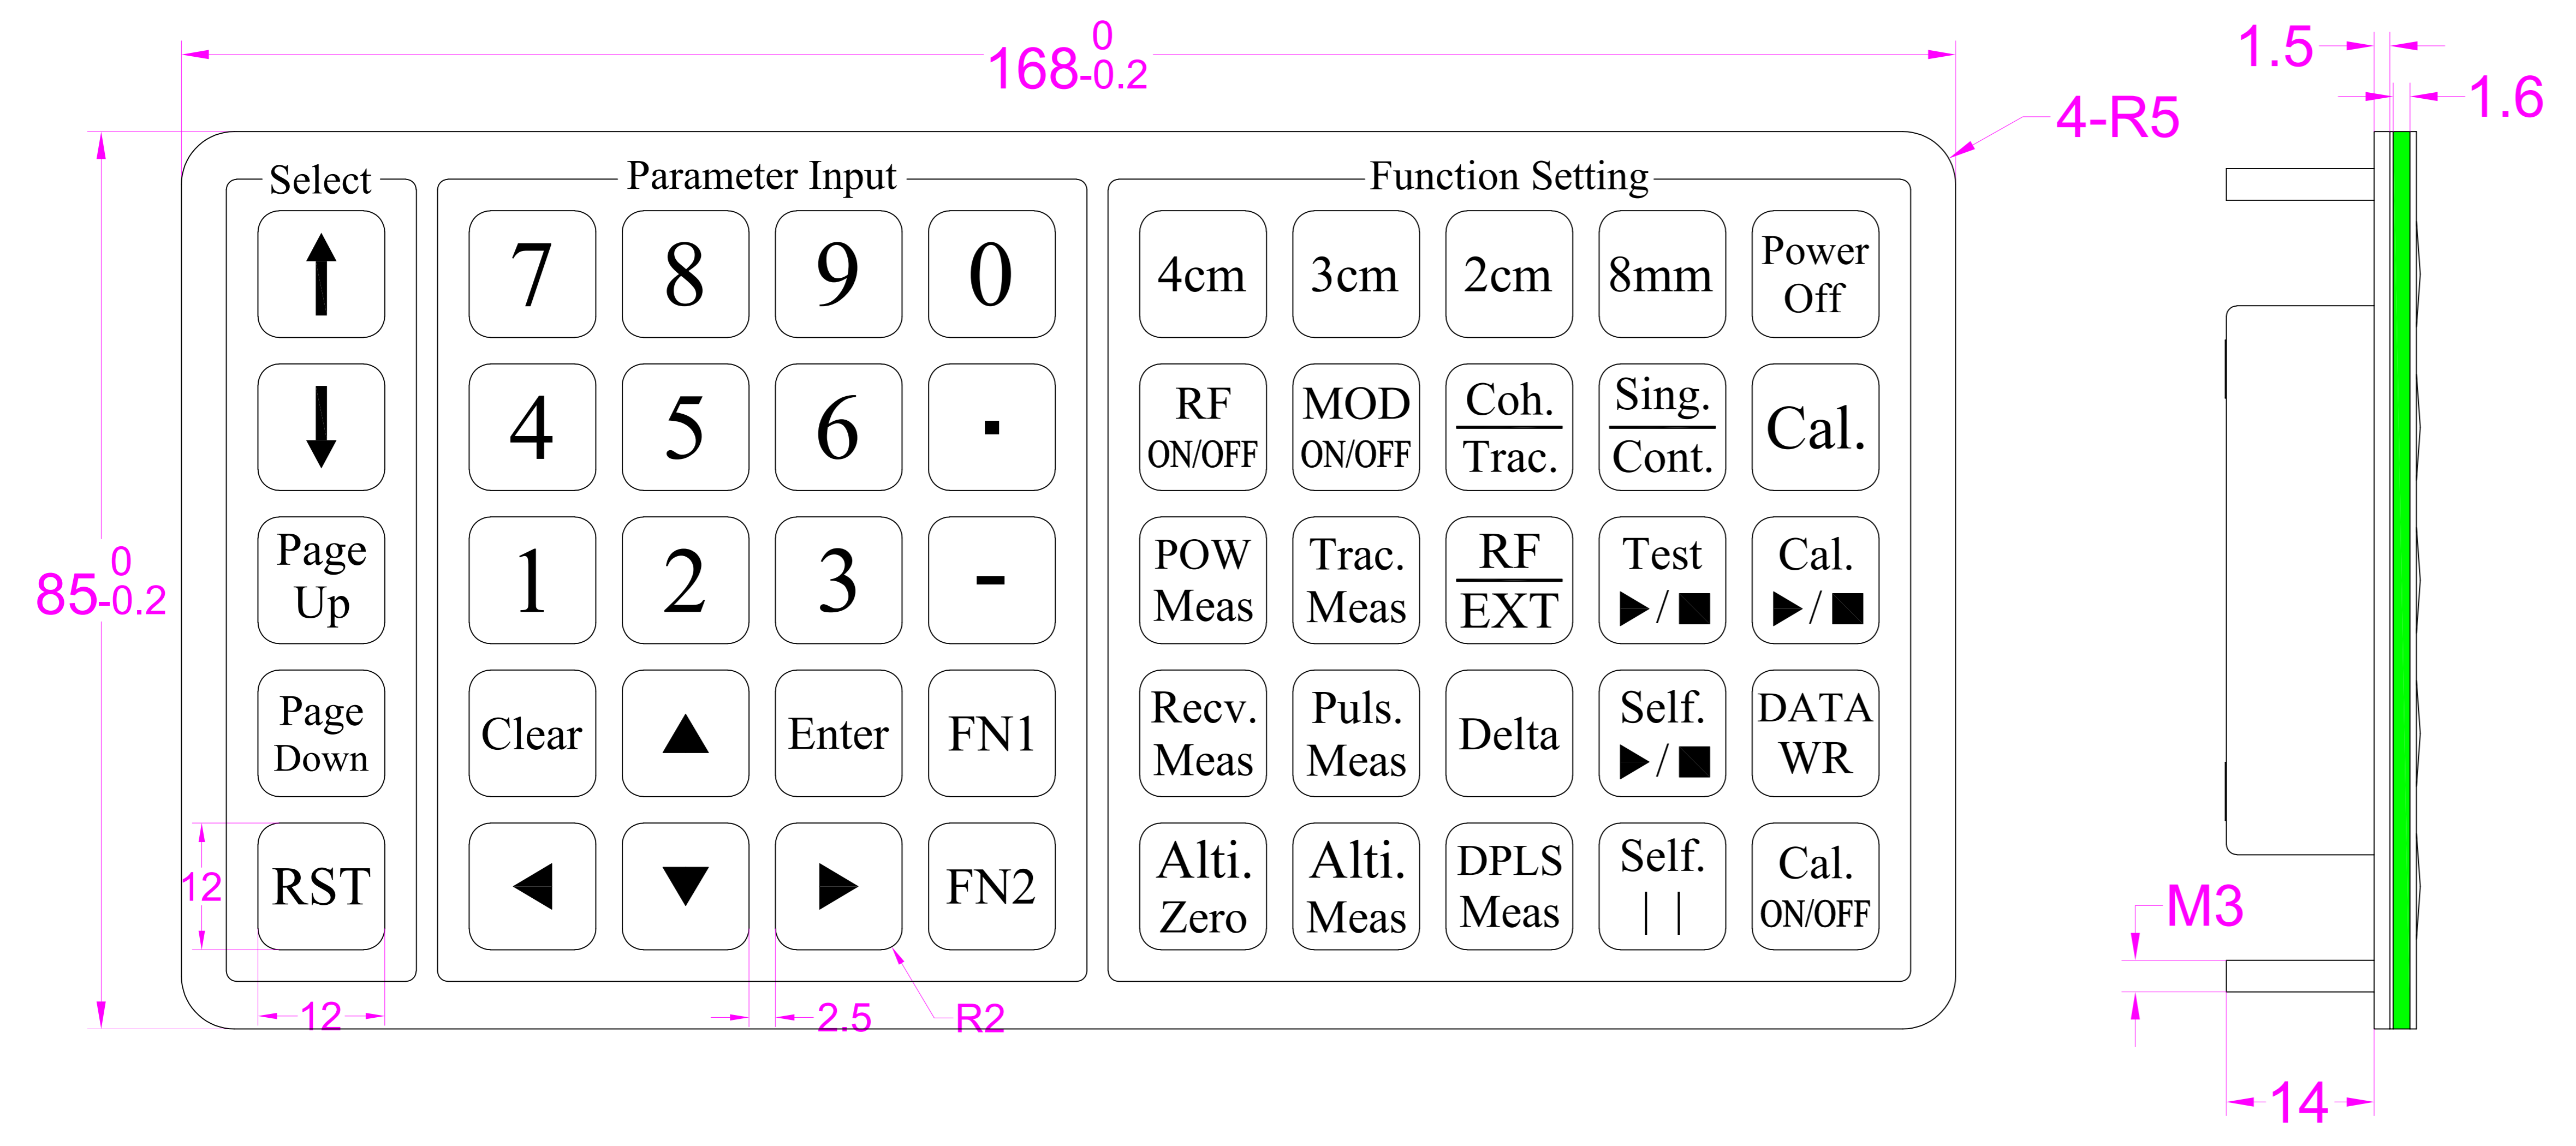 168 0 -0.2
1.5
1.6
4-R5
85 0 -0.2
Select
Page
Up
Page
Down
RST
12
12
Parameter Input
7 8 9 0
4 5 6 .
1 2 3 -
Clear Enter FN1
FN2
2.5
R2
Function Setting
4cm
3cm
2cm
8mm
Power
Off
RF
ON/OFF
MOD
ON/OFF
Coh.
Trac.
Sing.
Cont.
Cal.
POW
Meas
Trac.
Meas
RF
EXT
Test
▶/■
Cal.
▶/■
Recv.
Meas
Puls.
Meas
Delta
Self.
▶/■
DATA
WR
Alti.
Zero
Alti.
Meas
DPLS
Meas
Self.
| |
Cal.
ON/OFF
M3
14